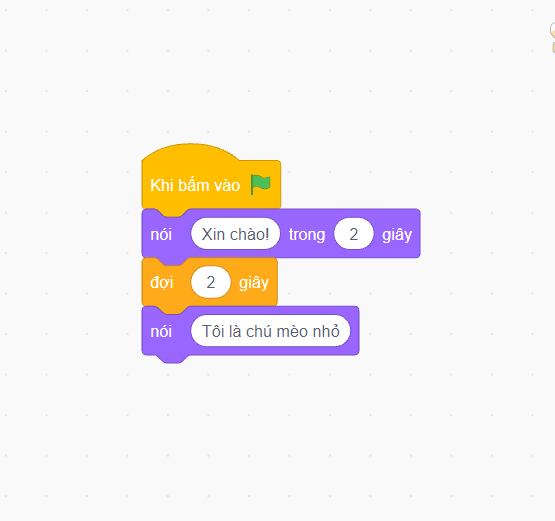 Khi bấm vào
nói Xin chào! trong 2 giây
đợi 2 giây
nói Tôi là chú mèo nhỏ